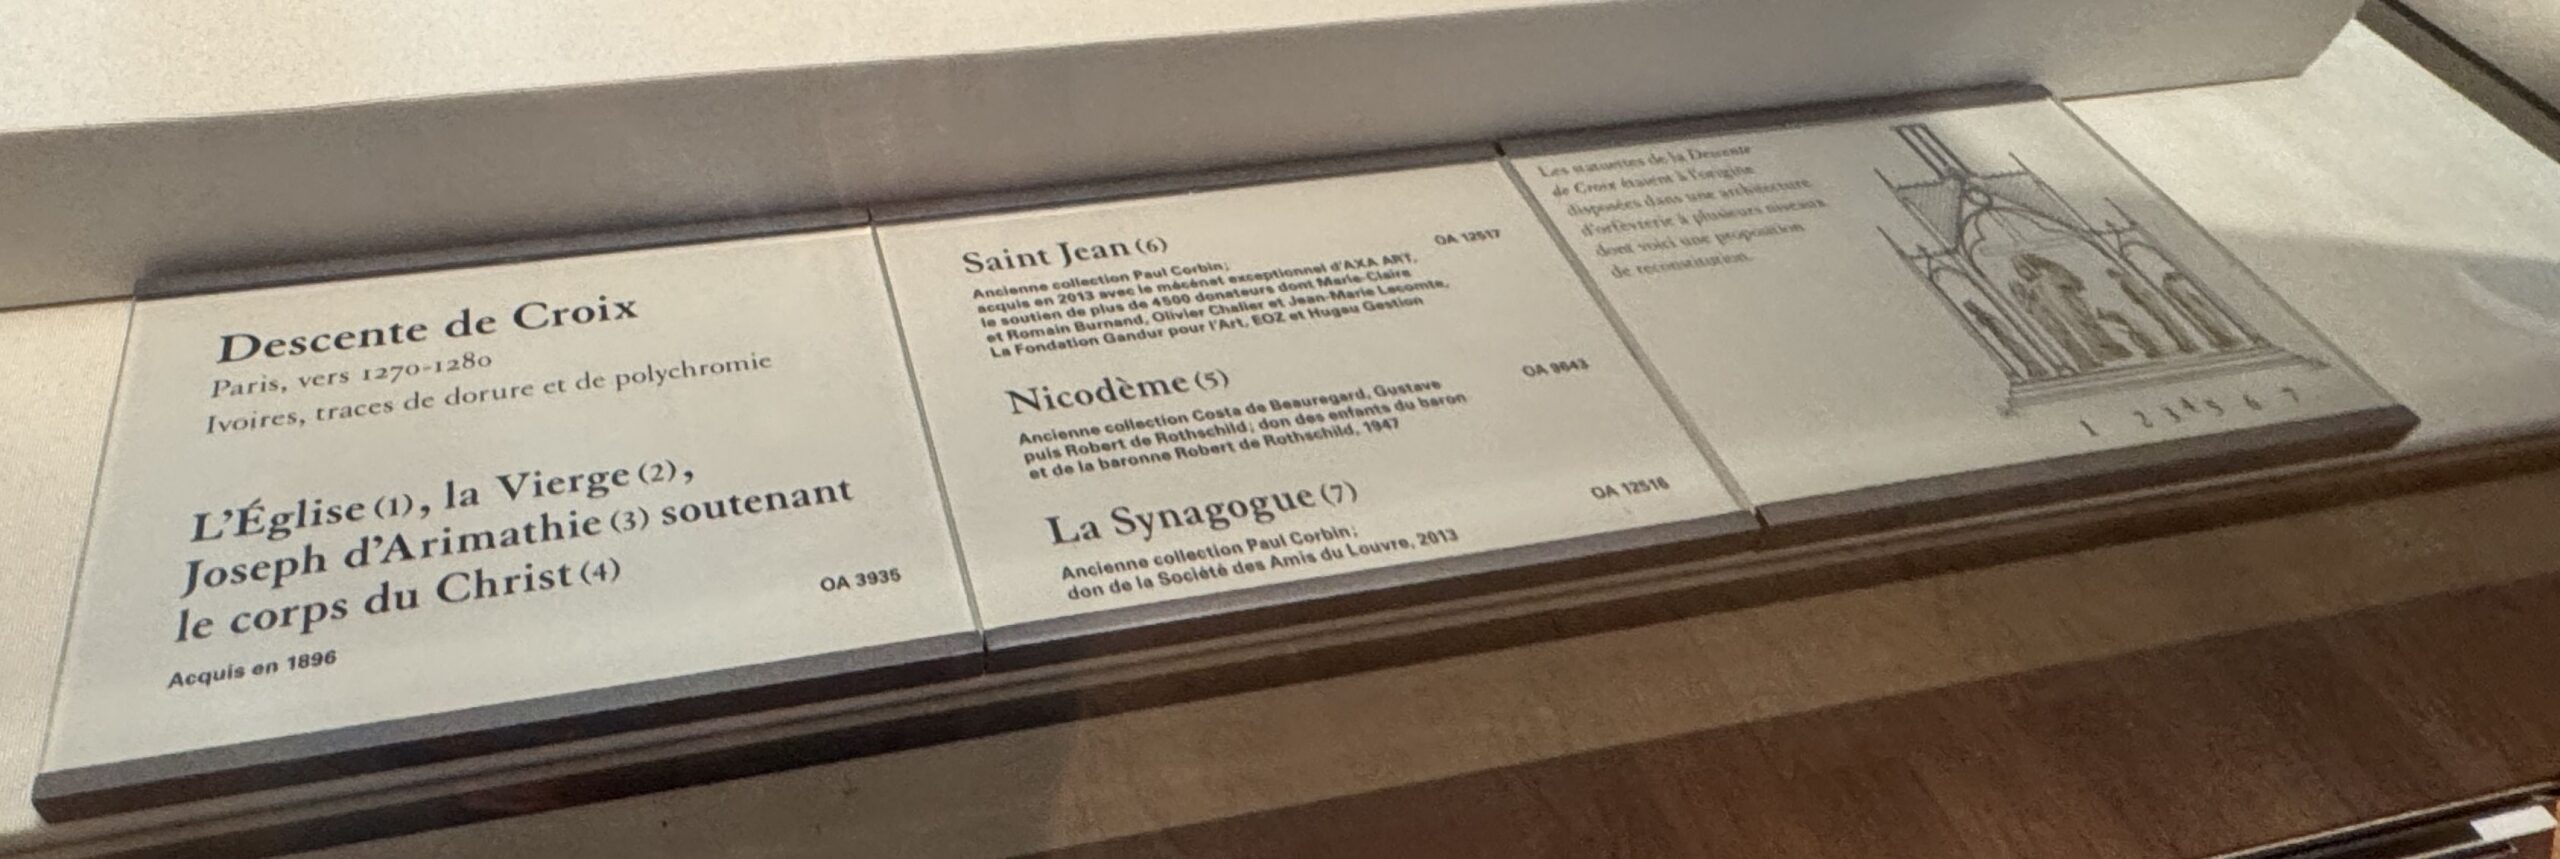 Descente de Croix
Paris, vers 1270-1280
Ivoires, traces de dorure et de polychromie
L'Église (1), la Vierge (2),
Joseph d'Arimathie (3) soutenant
le corps du Christ (4)
OA 3935
Acquis en 1896
Saint Jean (6)
OA 12517
Ancienne collection Paul Corbin;
acquis en 2013 avec le mécénat exceptionnel d'AXA ART,
le soutien de plus de 4500 donateurs dont Marie-Claire
et Romain Burnand, Olivier Chalier et Jean-Marie Lecomte,
La Fondation Gandur pour l'Art, EOZ et Hugau Gestion
Nicodème (5)
OA 9643
Ancienne collection Costa de Beauregard, Gustave
puis Robert de Rothschild; don des enfants du baron
et de la baronne Robert de Rothschild, 1947
La Synagogue (7)
OA 12516
Ancienne collection Paul Corbin;
don de la Société des Amis du Louvre, 2013
Les statuettes de la Descente
de Croix étaient à l'origine
disposées dans une architecture
d'orfèvrerie à plusieurs niveaux
dont voici une proposition
de reconstitution.
1 2 3 4 5 6 7